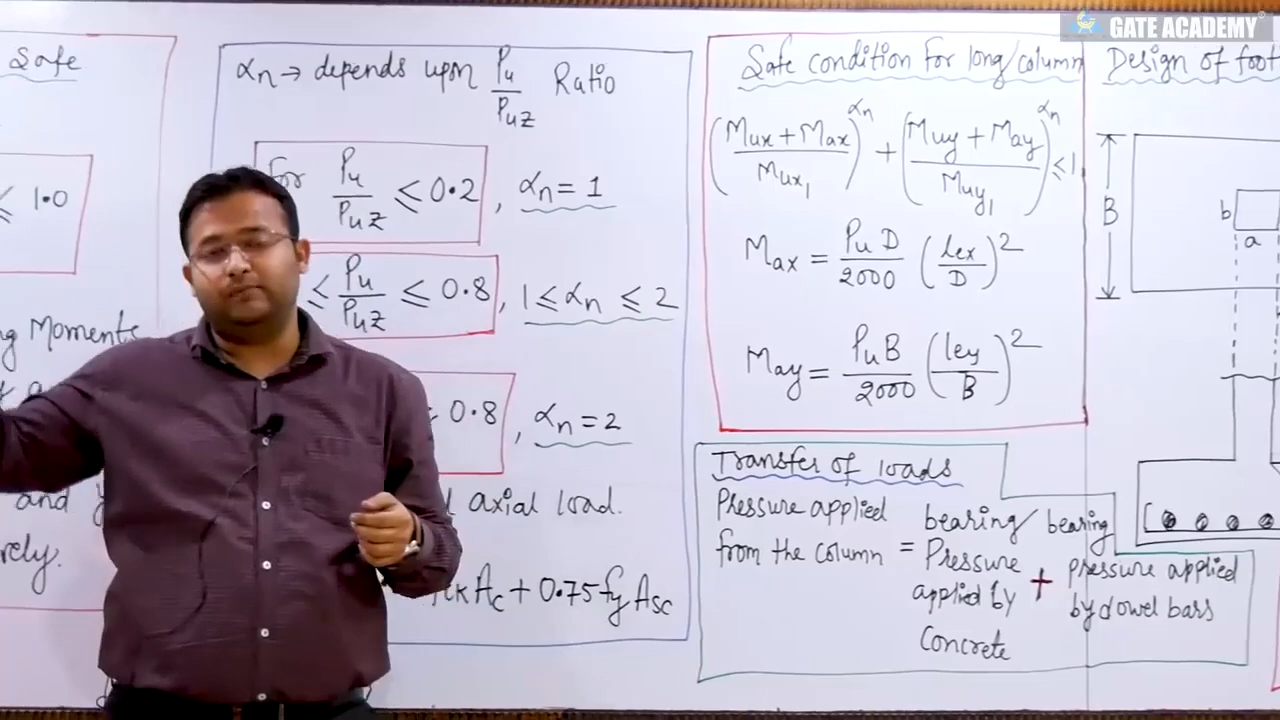 GATE ACADEMY
Safe
≤ 1.0
ng Moments
and
rely.
αn → depends upon Pu/Puz Ratio
For Pu/Puz ≤ 0.2, αn = 1
≤ Pu/Puz ≤ 0.8, 1 ≤ αn ≤ 2
0.8, αn = 2
axial load.
Ac + 0.75 fy Asc
Safe condition for long/column
((Mux + Max)/Mux1)^αn + ((Muy + May)/Muy1)^αn ≤ 1
Max = PuD/2000 (lex/D)^2
May = PuB/2000 (ley/B)^2
Transfer of loads
Pressure applied
from the column =
bearing
Pressure
applied by
Concrete
+
bearing
pressure applied
by dowel bars
Design of foot
B
b
a